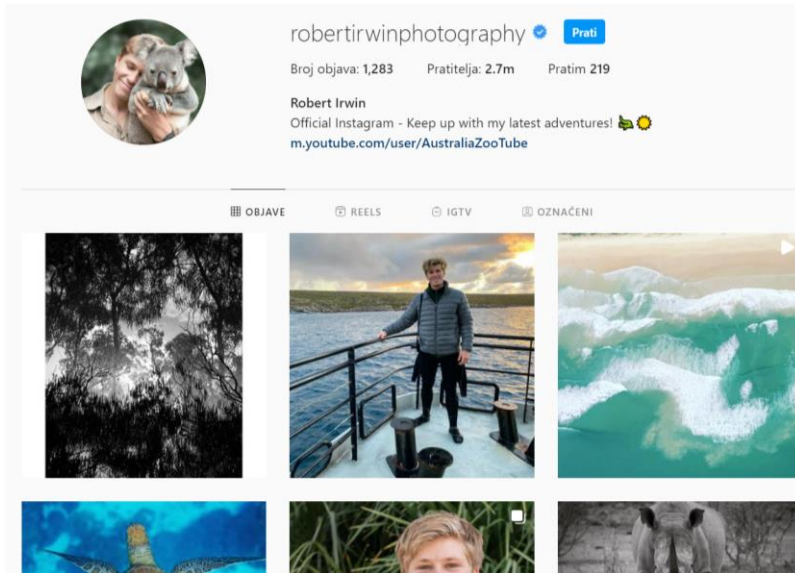 robertirwinphotography Prati
Broj objava: 1,283 Pratitelja: 2.7m Pratim 219
Robert Irwin
Official Instagram - Keep up with my latest adventures! 🐊☀️
m.youtube.com/user/AustraliaZooTube
OBJAVE REELS IGTV OZNAČENI